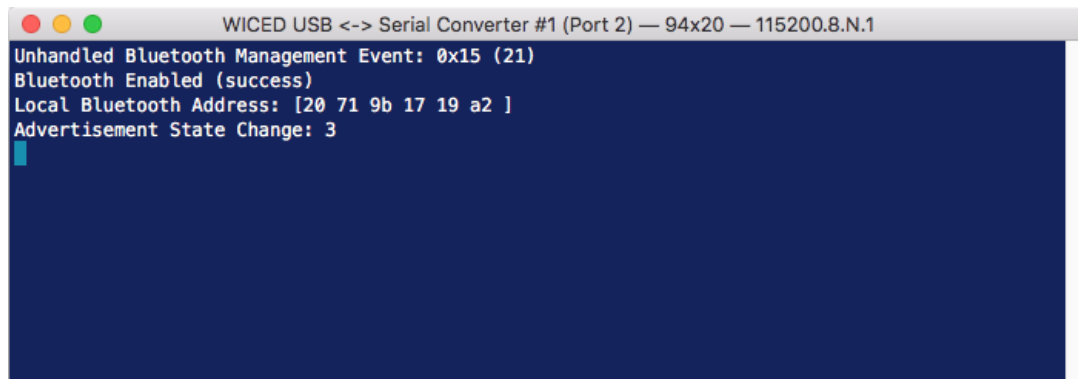 WICED USB <-> Serial Converter #1 (Port 2) — 94x20 — 115200.8.N.1
Unhandled Bluetooth Management Event: 0x15 (21)
Bluetooth Enabled (success)
Local Bluetooth Address: [20 71 9b 17 19 a2 ]
Advertisement State Change: 3